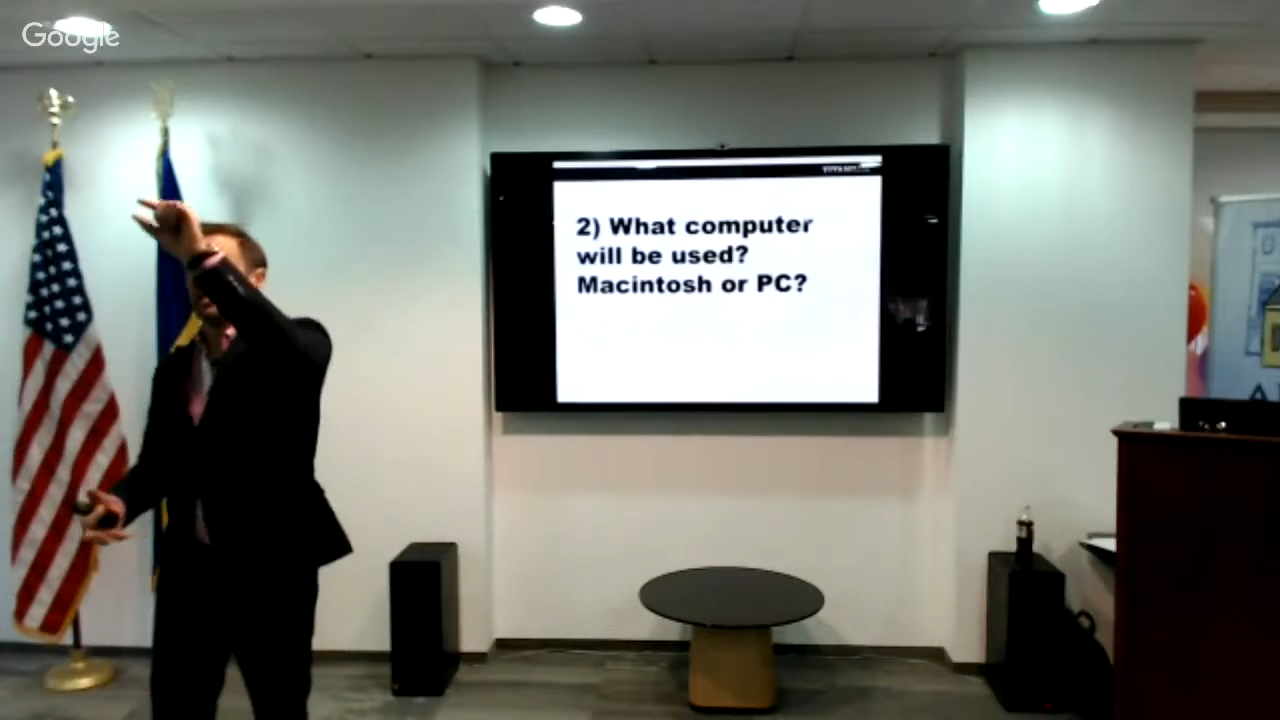 Google
2) What computer
will be used?
Macintosh or PC?